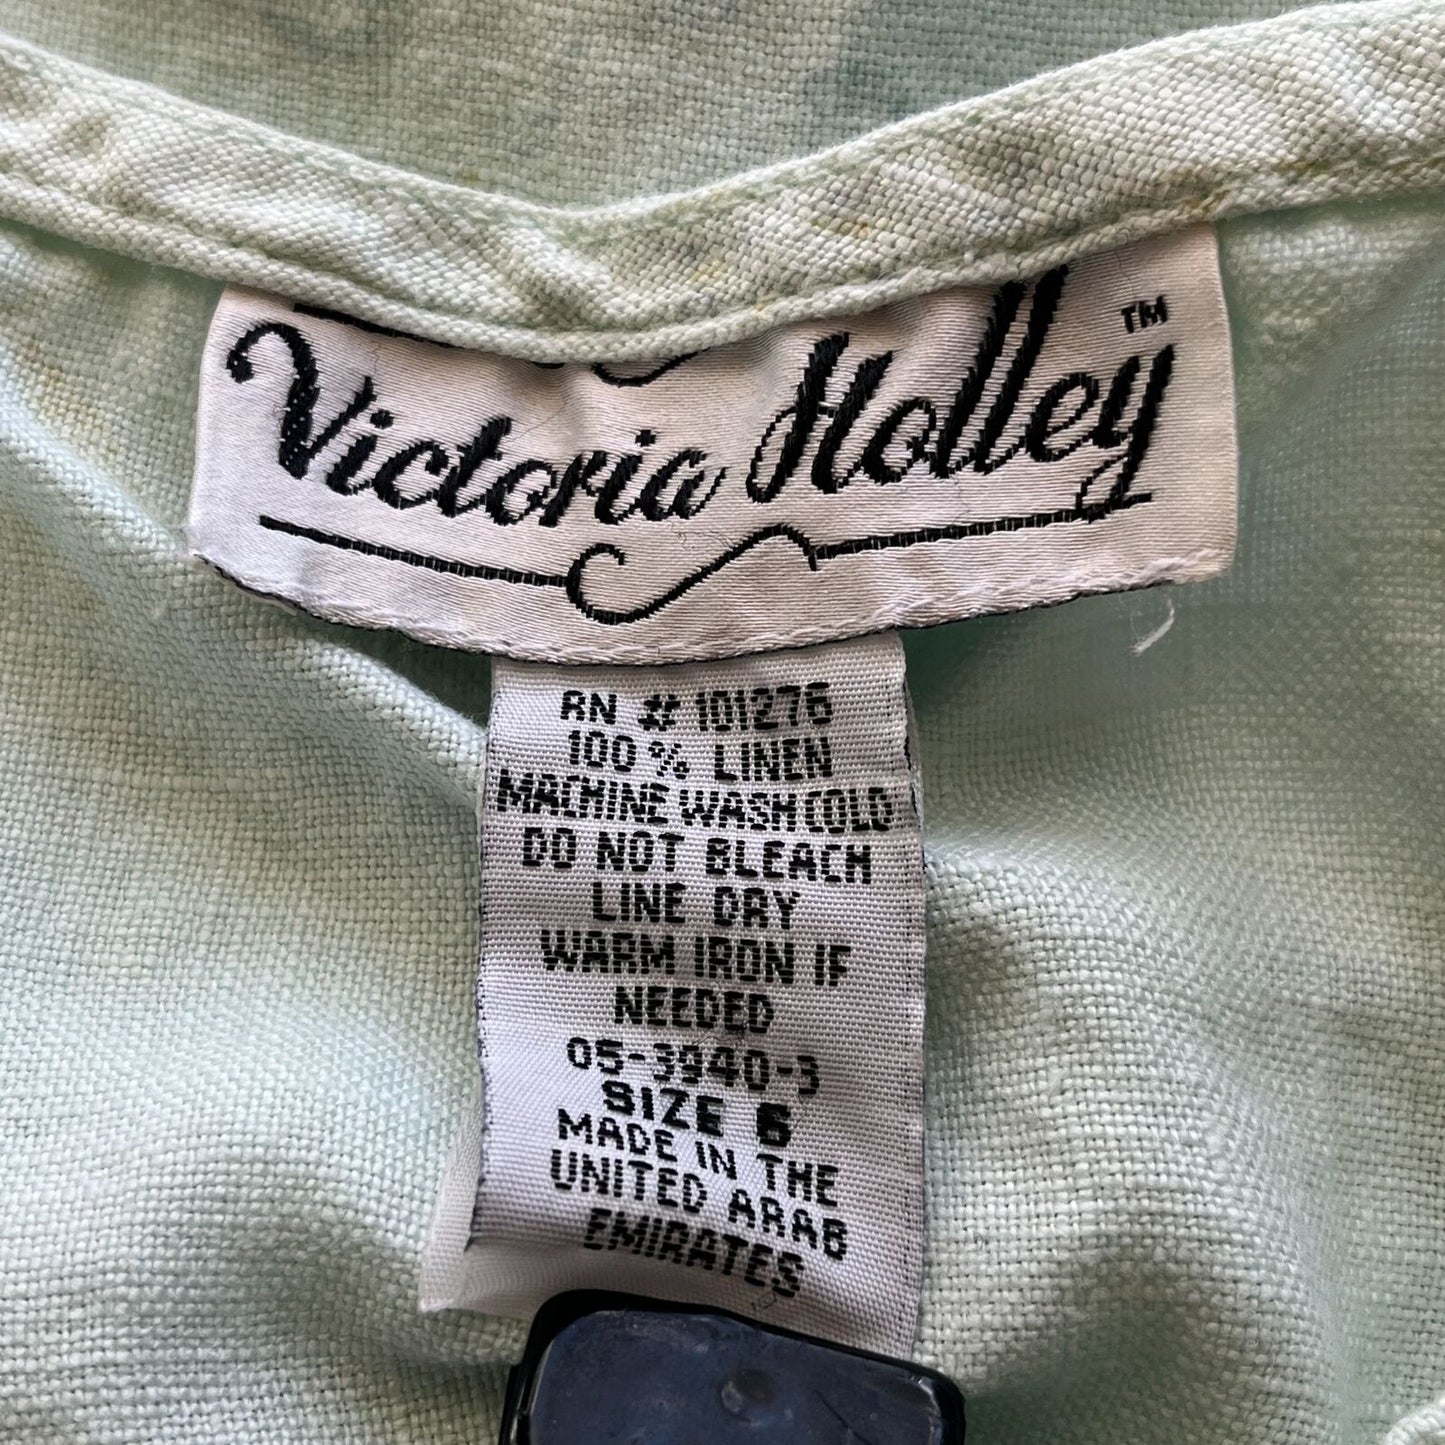 Victoria Holley ™
RN # 101276
100 % LINEN
MACHINE WASH COLD
DO NOT BLEACH
LINE DRY
WARM IRON IF
NEEDED
05-3940-3
SIZE 6
MADE IN THE
UNITED ARAB
EMIRATES